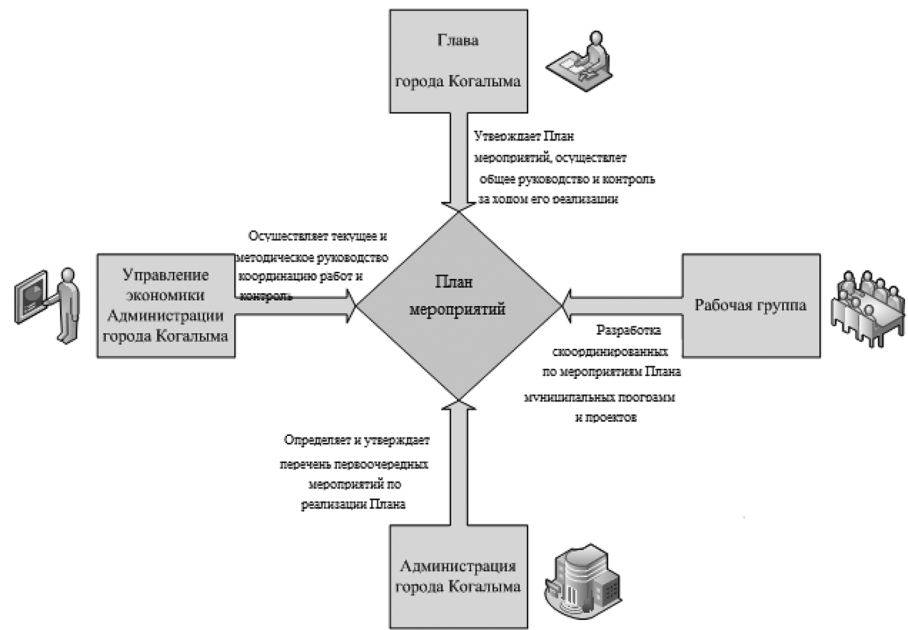 Глава
города Когалыма
Утверждает План
мероприятий, осуществлет
общее руководство и контроль
за ходом его реализации
Осуществляет текущее и
методическое руководство
координацию работ и
контроль
Управление
экономики
Администрации
города Когалыма
План
мероприятий
Рабочая группа
Разработка
скоординированных
по мероприятиям Плана
муниципальных программ
и проектов
Определяет и утверждает
перечень первоочередных
мероприятий по
реализации Плана
Администрация
города Когалыма